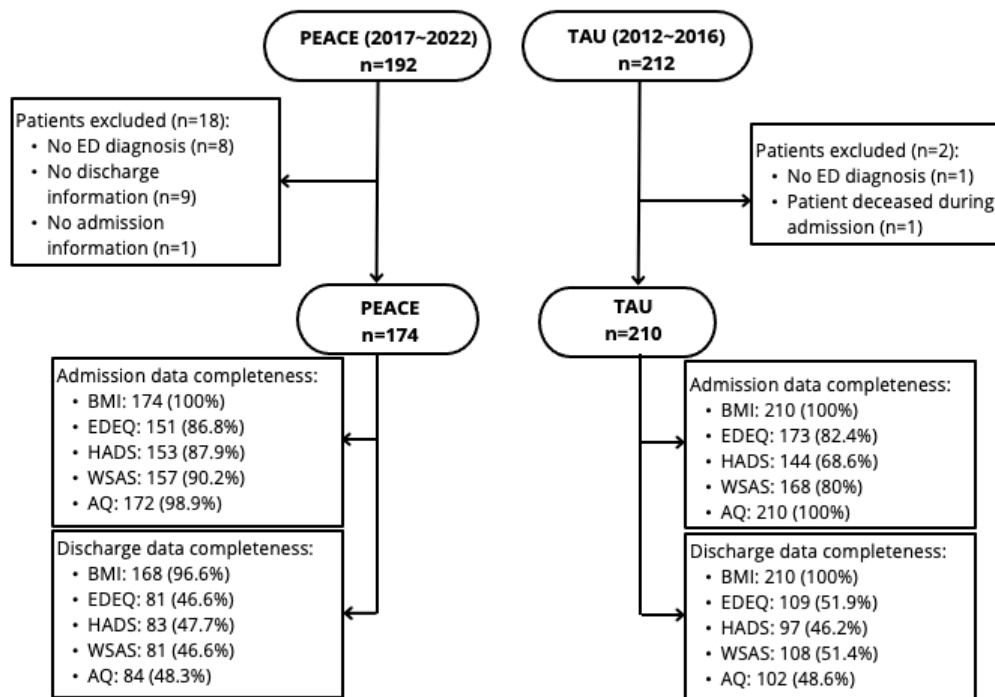 PEACE (2017~2022)
n=192
TAU (2012~2016)
n=212
Patients excluded (n=18):
• No ED diagnosis (n=8)
• No discharge
information (n=9)
• No admission
information (n=1)
Patients excluded (n=2):
• No ED diagnosis (n=1)
• Patient deceased during
admission (n=1)
PEACE
n=174
TAU
n=210
Admission data completeness:
• BMI: 174 (100%)
• EDEQ: 151 (86.8%)
• HADS: 153 (87.9%)
• WSAS: 157 (90.2%)
• AQ: 172 (98.9%)
Admission data completeness:
• BMI: 210 (100%)
• EDEQ: 173 (82.4%)
• HADS: 144 (68.6%)
• WSAS: 168 (80%)
• AQ: 210 (100%)
Discharge data completeness:
• BMI: 168 (96.6%)
• EDEQ: 81 (46.6%)
• HADS: 83 (47.7%)
• WSAS: 81 (46.6%)
• AQ: 84 (48.3%)
Discharge data completeness:
• BMI: 210 (100%)
• EDEQ: 109 (51.9%)
• HADS: 97 (46.2%)
• WSAS: 108 (51.4%)
• AQ: 102 (48.6%)